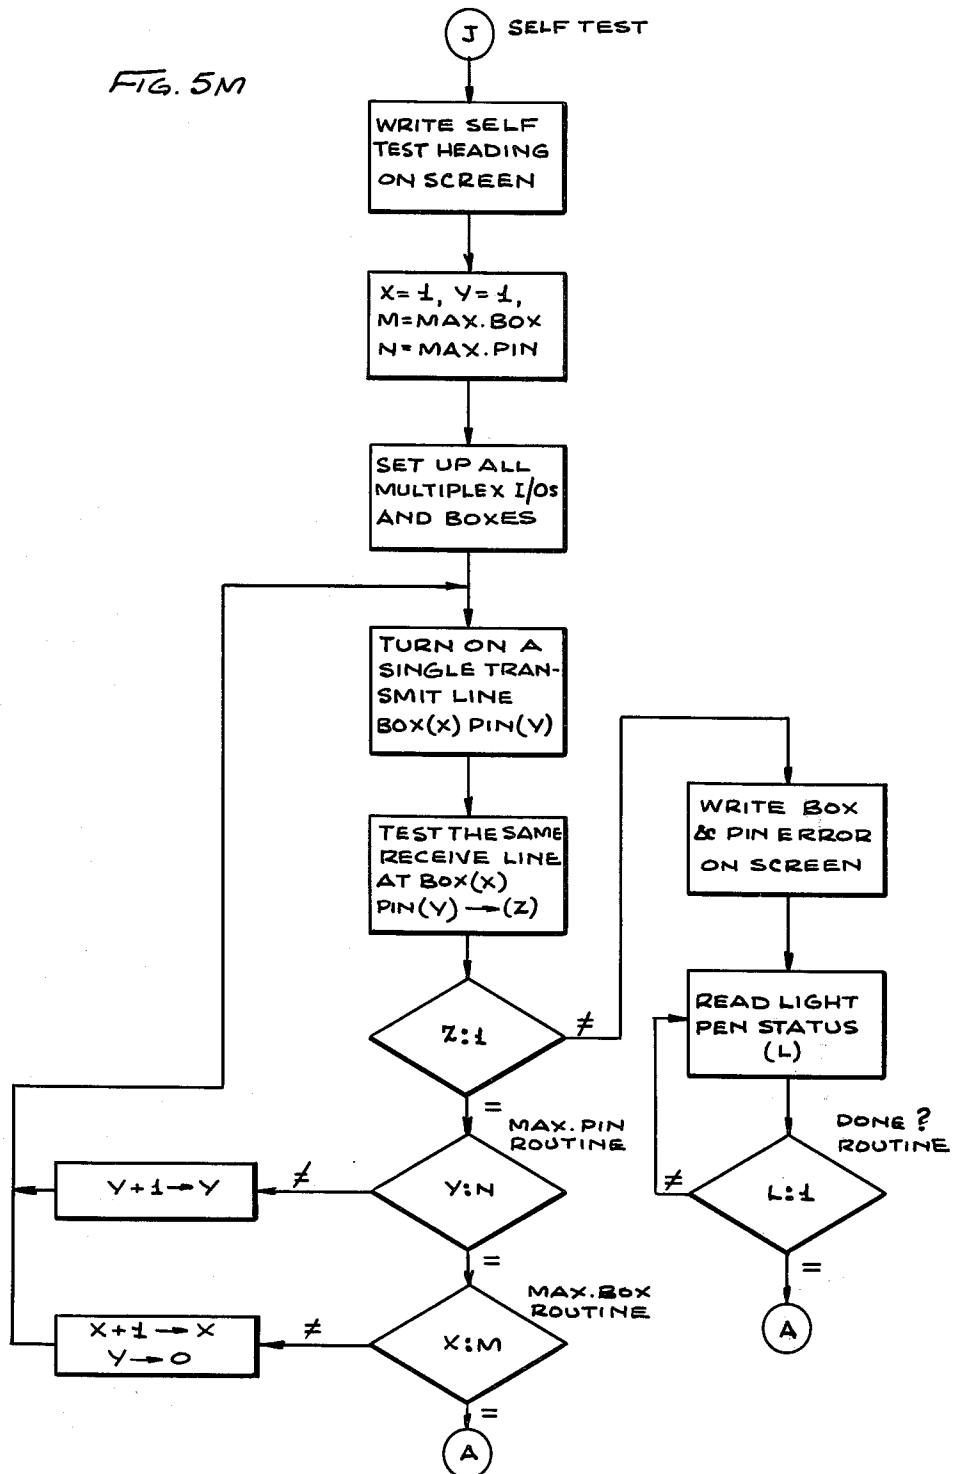 J
SELF TEST
FIG. 5M
WRITE SELF
TEST HEADING
ON SCREEN
X=1, Y=1,
M=MAX.BOX
N=MAX.PIN
SET UP ALL
MULTIPLEX I/Os
AND BOXES
TURN ON A
SINGLE TRAN-
SMIT LINE
BOX(X) PIN(Y)
TEST THE SAME
RECEIVE LINE
AT BOX(X)
PIN(Y)→(Z)
Z:1
≠
=
MAX.PIN
ROUTINE
Y:N
≠
Y+1→Y
=
MAX.BOX
ROUTINE
X:M
≠
X+1→X
Y→0
=
A
WRITE BOX
& PIN ERROR
ON SCREEN
READ LIGHT
PEN STATUS
(L)
DONE?
ROUTINE
L:1
≠
=
A